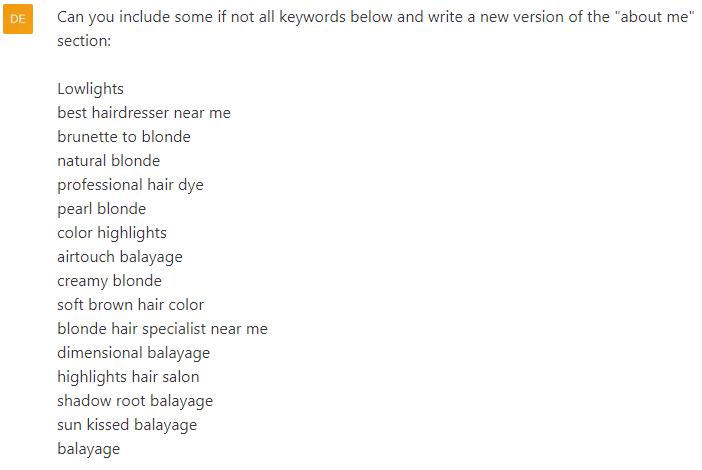 DE
Can you include some if not all keywords below and write a new version of the "about me"
section:
Lowlights
best hairdresser near me
brunette to blonde
natural blonde
professional hair dye
pearl blonde
color highlights
airtouch balayage
creamy blonde
soft brown hair color
blonde hair specialist near me
dimensional balayage
highlights hair salon
shadow root balayage
sun kissed balayage
balayage